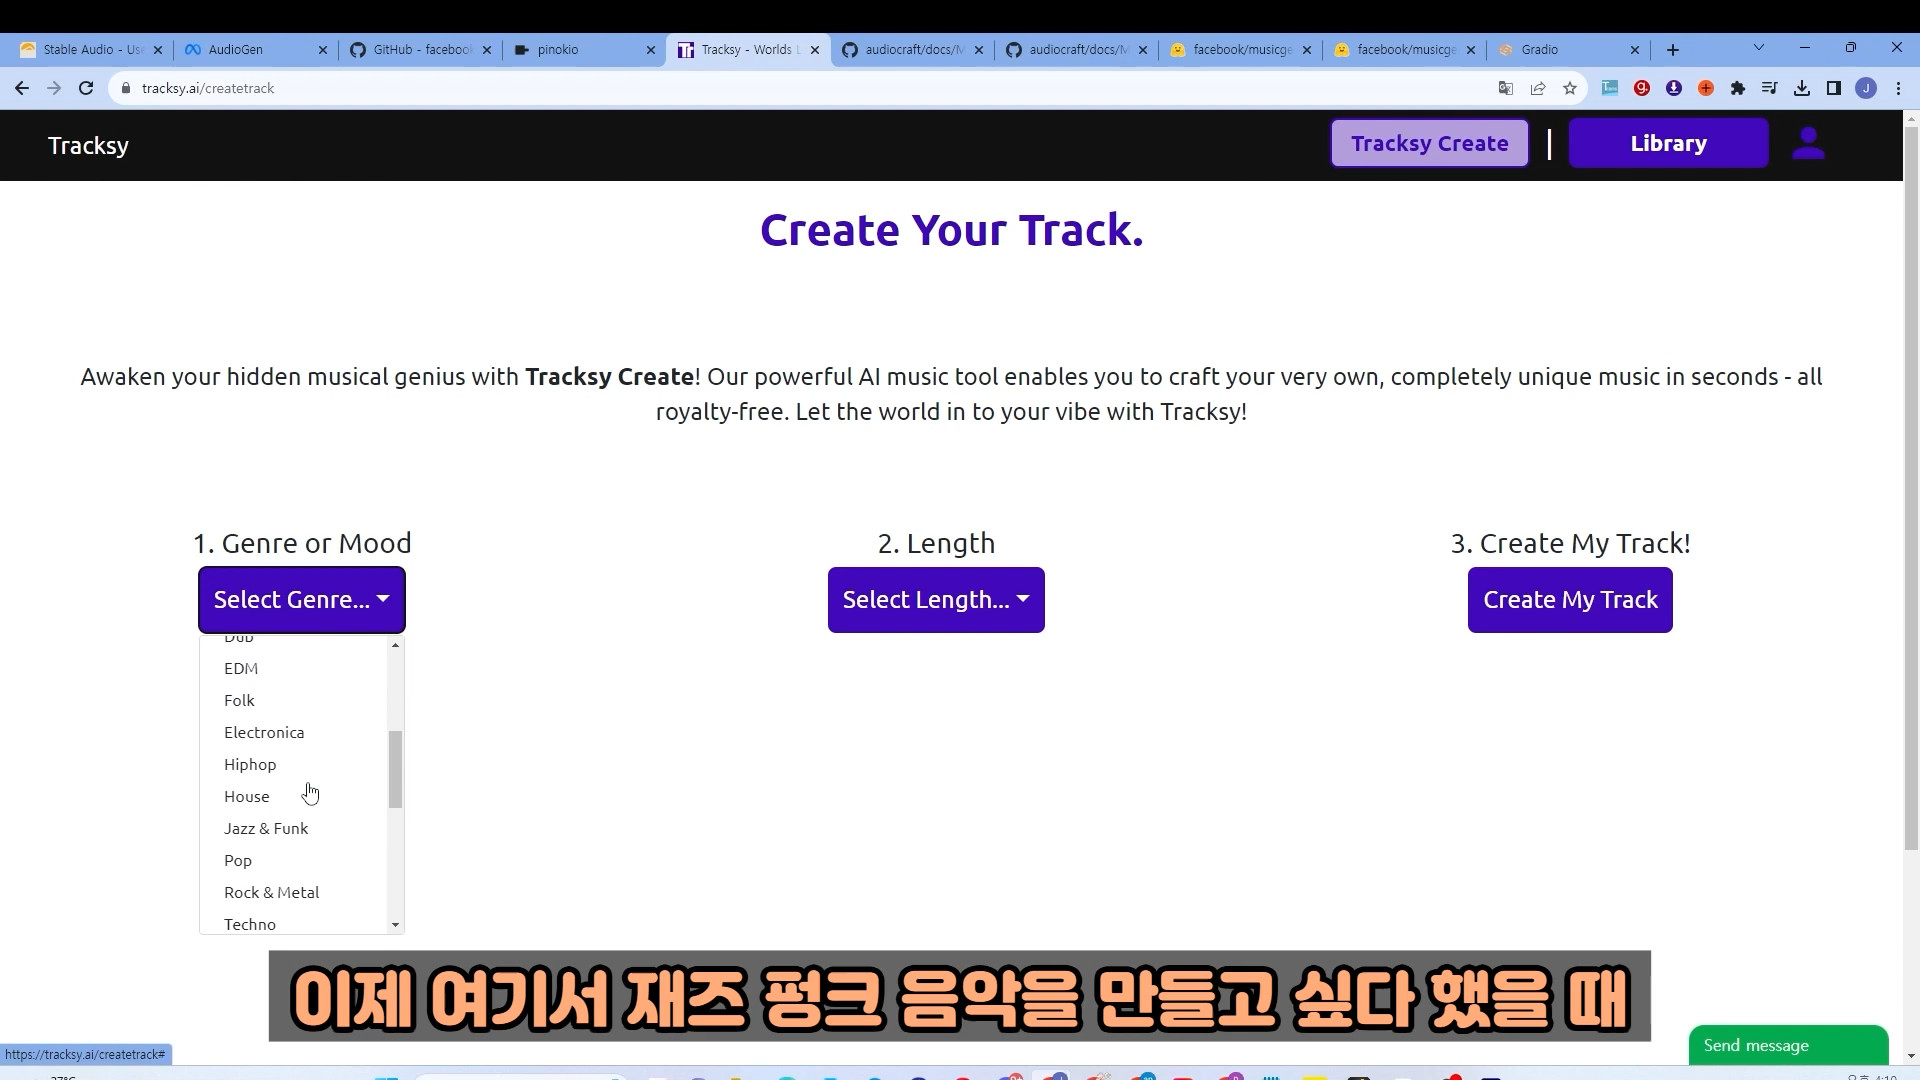 Stable Audio - Us
AudioGen
GitHub - faceboo
pinokio
Tracksy - Worlds
audiocraft/docs/M
audiocraft/docs/M
facebook/musicge
facebook/musicge
Gradio
tracksy.ai/createtrack
Tracksy
Tracksy Create
Library
Create Your Track.
Awaken your hidden musical genius with Tracksy Create! Our powerful AI music tool enables you to craft your very own, completely unique music in seconds - all
royalty-free. Let the world in to your vibe with Tracksy!
1. Genre or Mood
Select Genre...
Dub
EDM
Folk
Electronica
Hiphop
House
Jazz & Funk
Pop
Rock & Metal
Techno
2. Length
Select Length...
3. Create My Track!
Create My Track
이제 여기서 재즈 펑크 음악을 만들고 싶다 했을 때
Send message
https://tracksy.ai/createtrack#